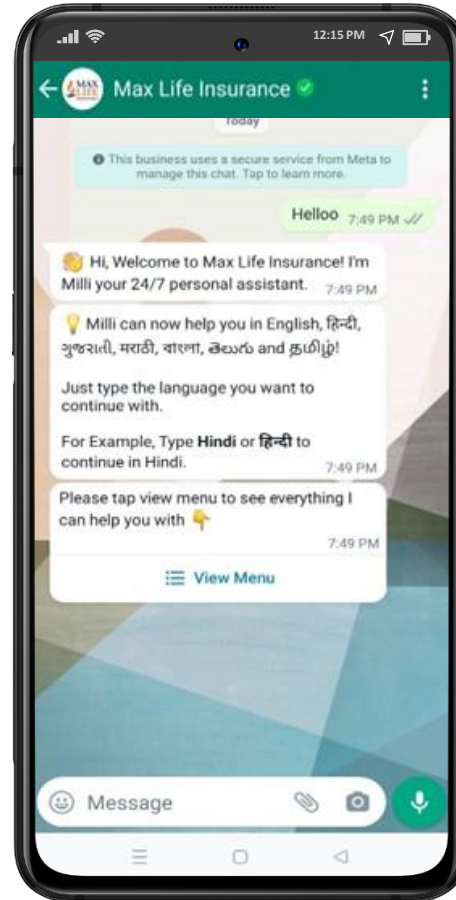 12:15 PM
MAX
LIFE
Max Life Insurance
Today
This business uses a secure service from Meta to
manage this chat. Tap to learn more.
Helloo 7:49 PM
👋 Hi, Welcome to Max Life Insurance! I'm
Milli your 24/7 personal assistant. 7:49 PM
💡 Milli can now help you in English, हिन्दी,
ગુજરાતી, मराठी, বাংলা, తెలుగు and தமிழ்!
Just type the language you want to
continue with.
For Example, Type Hindi or हिन्दी to
continue in Hindi. 7:49 PM
Please tap view menu to see everything I
can help you with 👇
7:49 PM
View Menu
Message